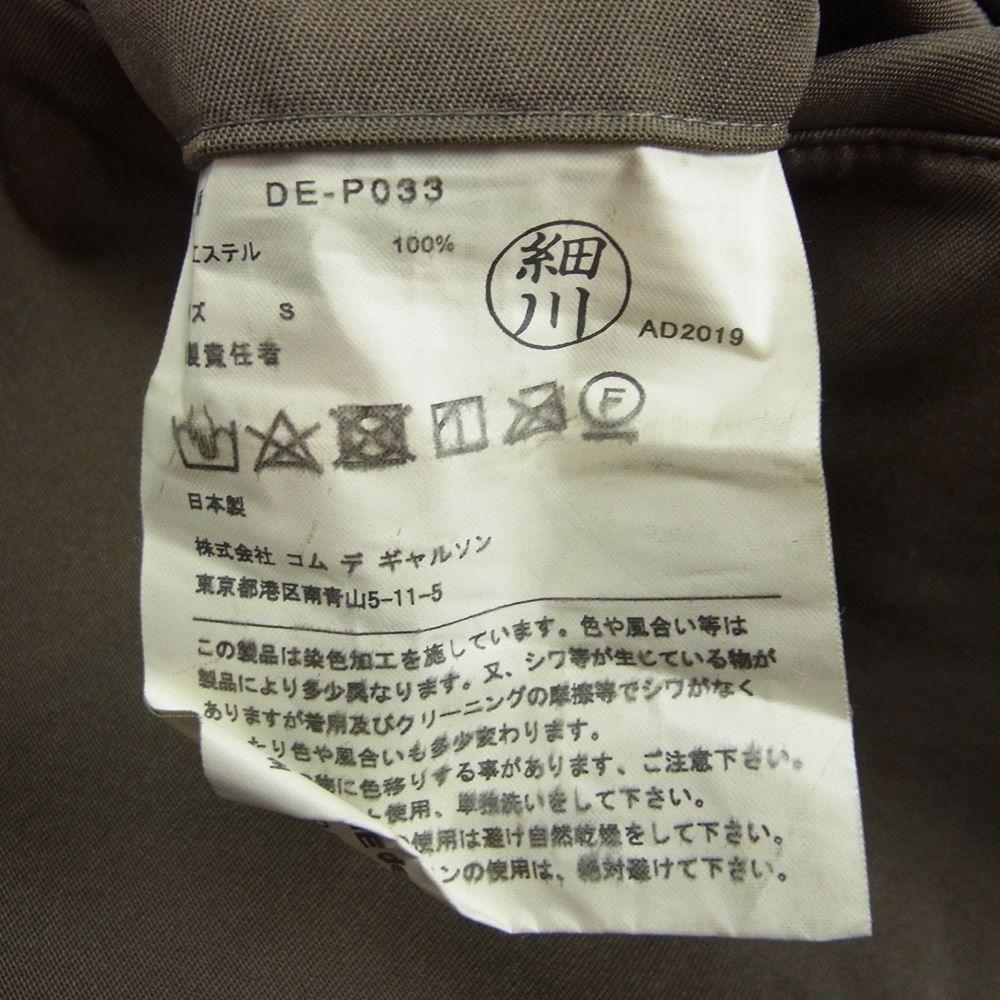 DE-P033
エステル 100%
細川
ズ S
AD2019
製責任者
F
日本製
株式会社 コム デ ギャルソン
東京都港区南青山5-11-5
この製品は染色加工を施しています。色や風合い等は
製品により多少異なります。又、シワ等が生じている物が
ありますが着用及びクリーニングの摩擦等でシワがなく
たり色や風合いも多少変わります。
物に色移りする事があります、ご注意下さい。
使用、単独洗いをして下さい。
の使用は避け自然乾燥をして下さい。
ンの使用は、絶対避けて下さい。